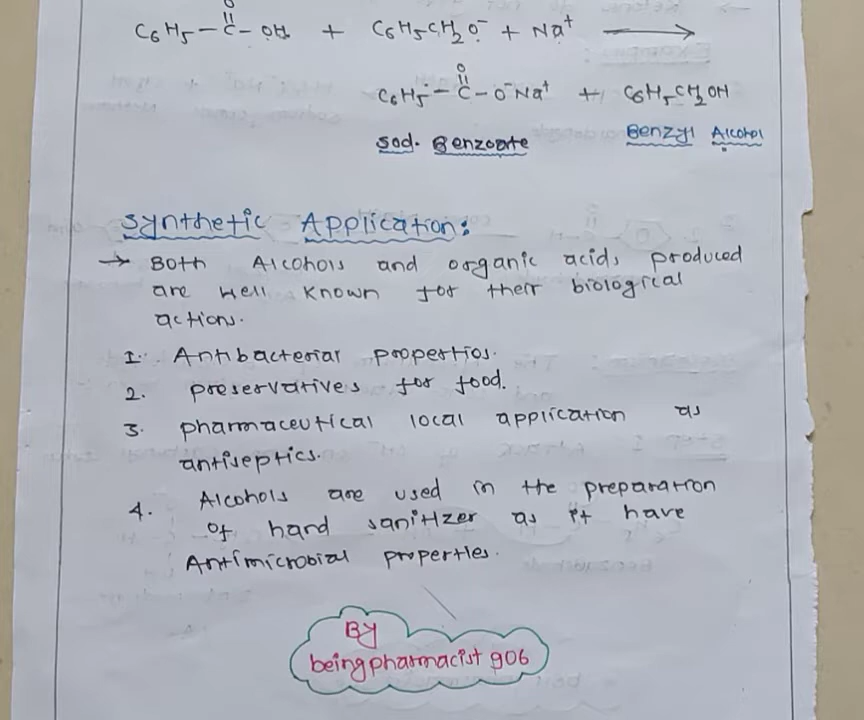 C6H5-C(=O)-OH + C6H5CH2O⁻ + Na⁺ ⟶
C6H5-C(=O)-O⁻Na⁺ + C6H5CH2OH
Sod. Benzoate Benzyl Alcohol
Synthetic Application:
→ Both Alcohols and organic acids produced
are well known for their biological
actions.
1. Antibacterial properties.
2. preservatives for food.
3. pharmaceutical local application as
antiseptics.
4. Alcohols are used in the preparation
of hand sanitizer as it have
Antimicrobial properties.
By
beingpharmacist 906